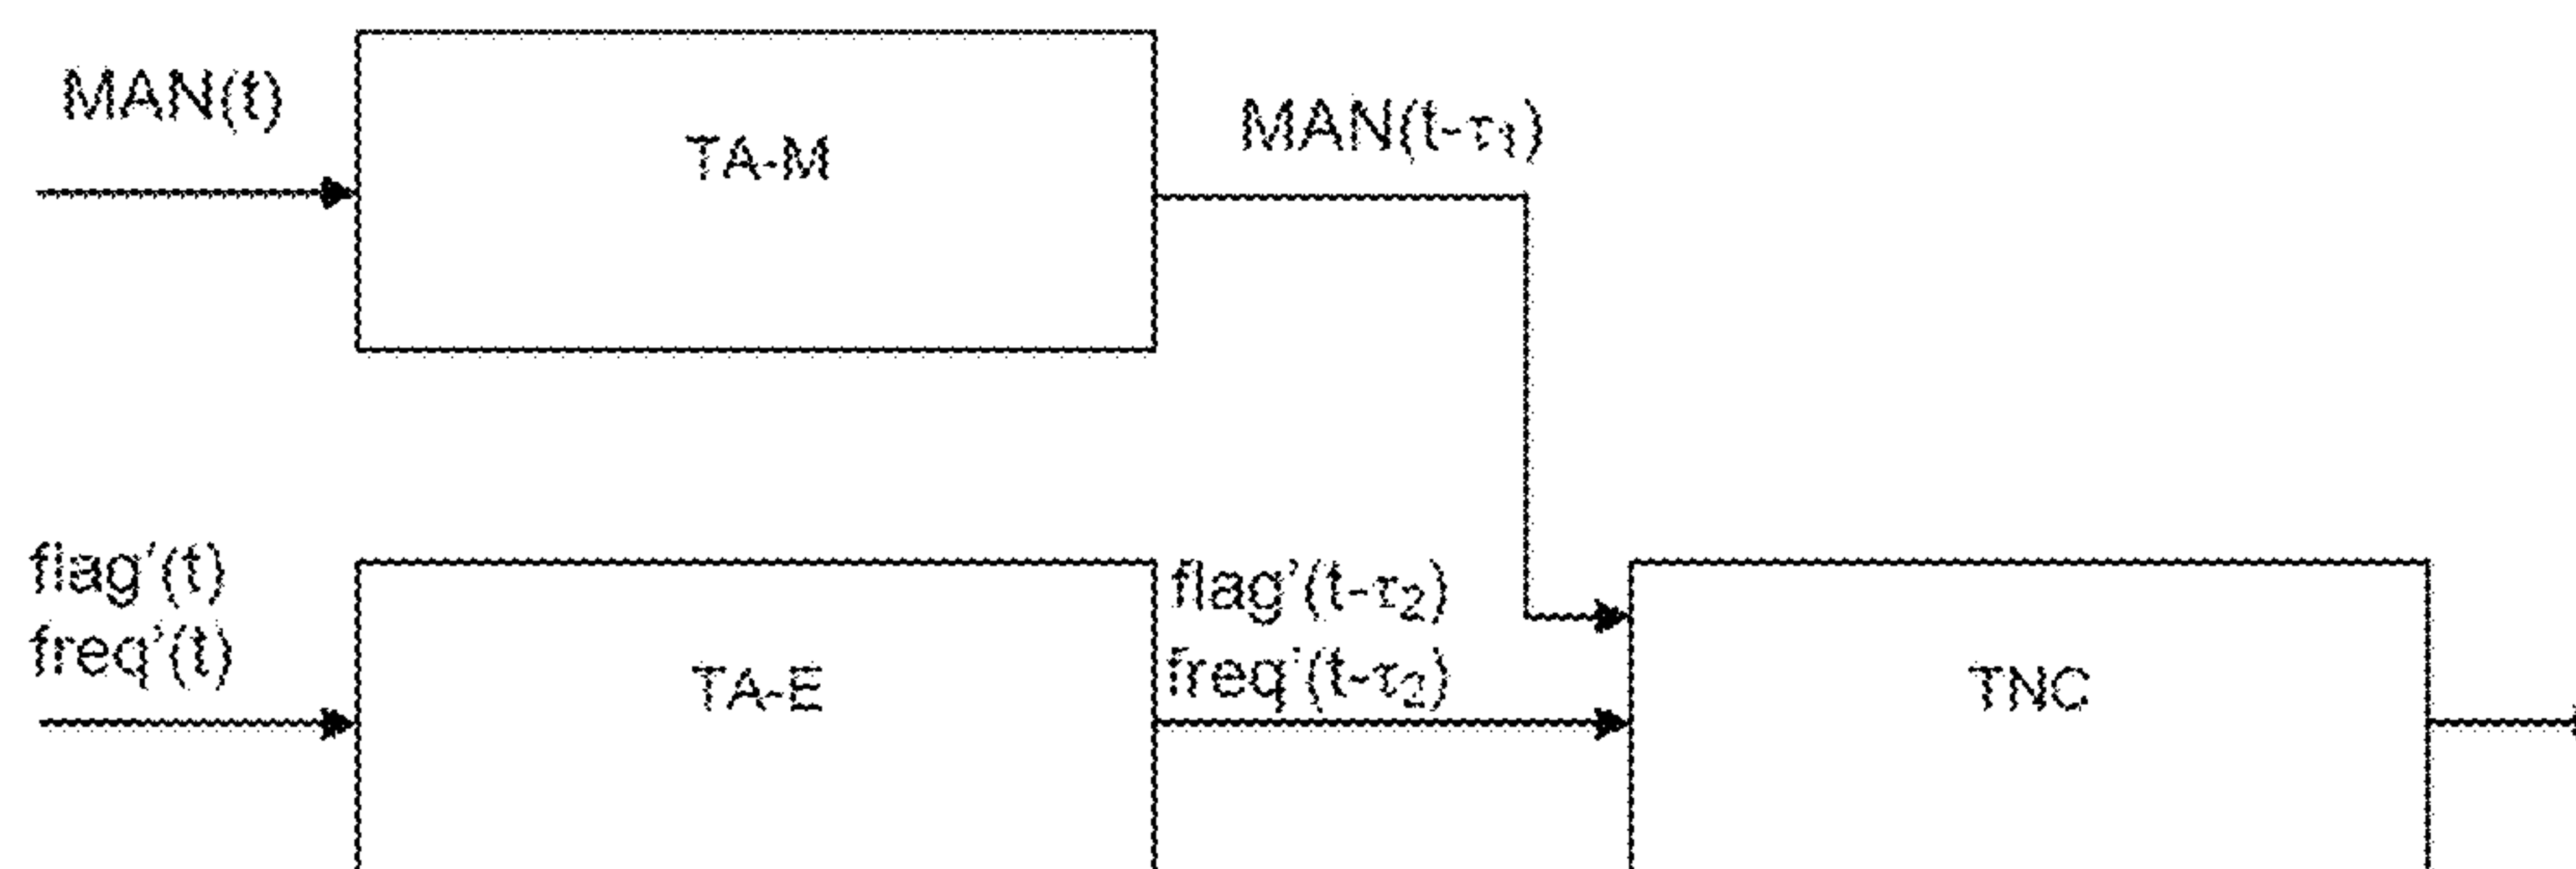 MAN(t)
TA-M
MAN(t-τ₁)
flag'(t)
freq'(t)
TA-E
flag'(t-τ₂)
freq'(t-τ₂)
TNC